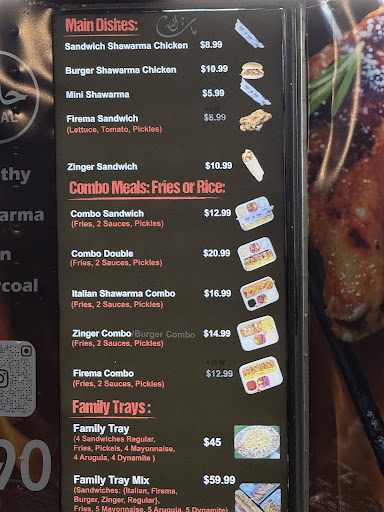 Main Dishes:
Sandwich Shawarma Chicken $8.99
Burger Shawarma Chicken $10.99
Mini Shawarma $5.99
Firema Sandwich $8.99
(Lettuce, Tomato, Pickles)
Zinger Sandwich $10.99
Combo Meals: Fries or Rice:
Combo Sandwich $12.99
(Fries, 2 Sauces, Pickles)
Combo Double $20.99
(Fries, 2 Sauces, Pickles)
Italian Shawarma Combo $16.99
(Fries, 2 Sauces, Pickles)
Zinger Combo/Burger Combo $14.99
(Fries, 2 Sauces, Pickles)
Firema Combo $12.99
(Fries, 2 Sauces, Pickles)
Family Trays:
Family Tray $45
(4 Sandwiches Regular,
Fries, Pickels, 4 Mayonnaise,
4 Arugula, 4 Dynamite)
Family Tray Mix $59.99
(Sandwiches: {Italian, Firema,
Burger, Zinger, Regular},
Fries, 5 Mayonnaise, 5 Arugula, 5 Dynamite)
AL
thy
arma
n
coal
90